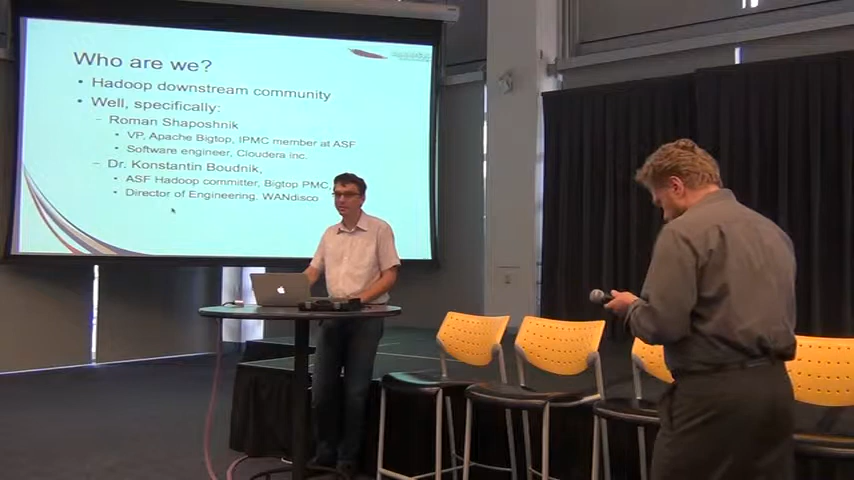 Who are we?
• Hadoop downstream community
• Well, specifically:
– Roman Shaposhnik
• VP, Apache Bigtop, IPMC member at ASF
• Software engineer, Cloudera Inc.
– Dr. Konstantin Boudnik,
• ASF Hadoop committer, Bigtop PMC,
• Director of Engineering, WANdisco